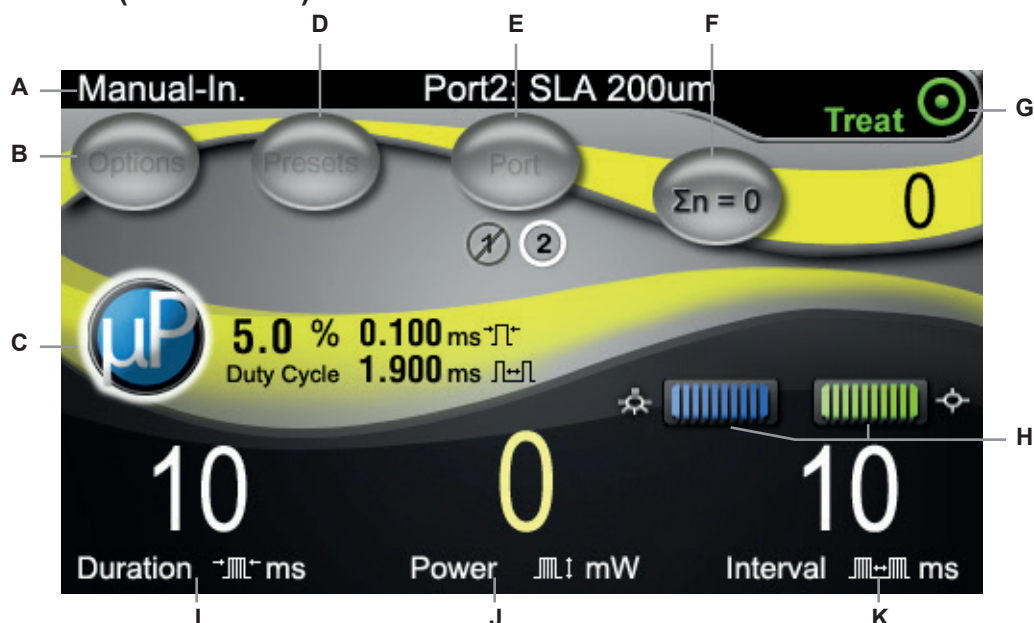 D E F
A Manual-In. Port2: SLA 200um Treat G
B Options Presets Port Σn = 0 0
1 2
C µP 5.0 % 0.100 ms
Duty Cycle 1.900 ms
H
10 0 10
Duration ms Power mW Interval ms
I J K